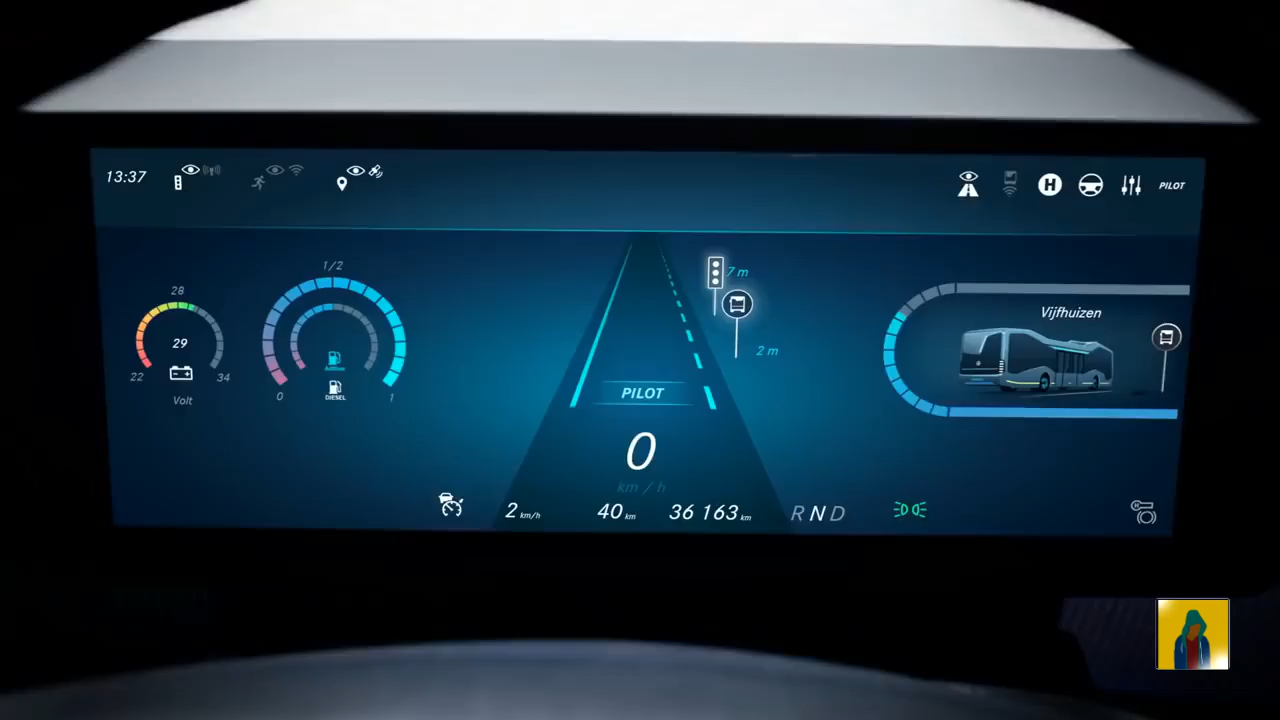 13:37
H
PILOT
1/2
28
7 m
Vijfhuizen
29
2 m
22
34
DIESEL
0
1
PILOT
Volt
0
km / h
2 km/h
40 km
36 163 km
R N D